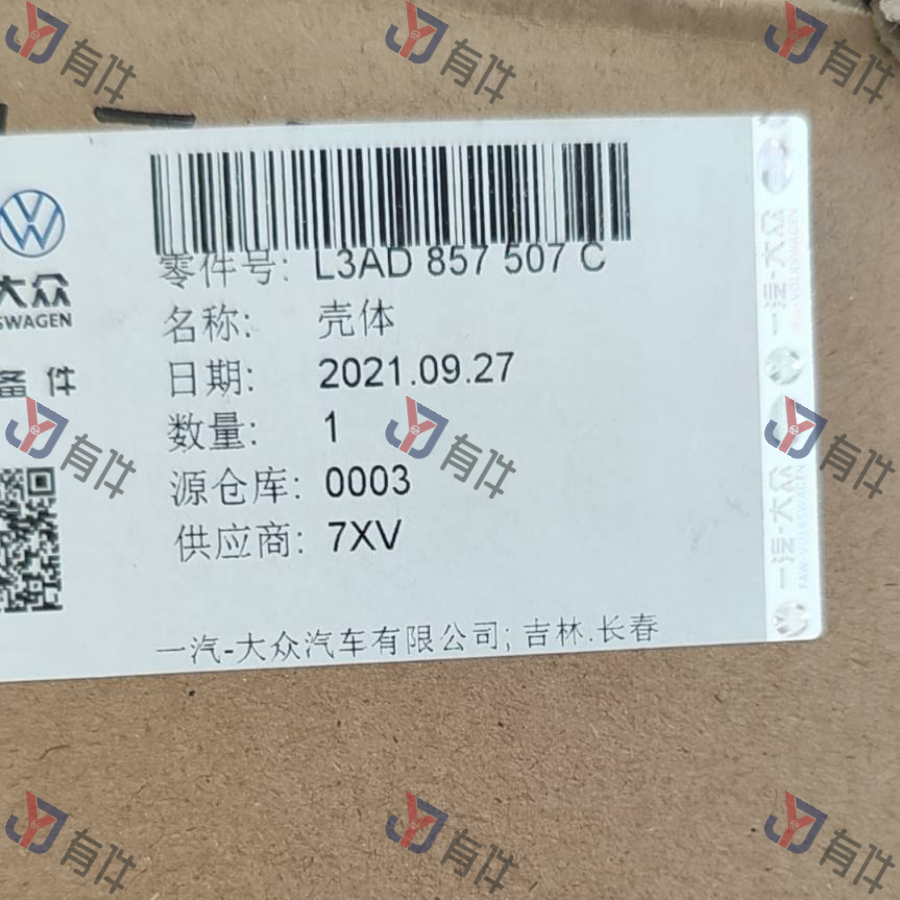 有件 有件 有件
零件号: L3AD 857 507 C
大众
SWAGEN
名称: 壳体
日期: 2021.09.27
备件
数量: 1
有件 有件 有件
源仓库: 0003
供应商: 7XV
一汽-大众汽车有限公司; 吉林.长春
一汽-大众
VOLKSWAGEN
一汽-大众
FAW-VOLKSWAGEN
有件 有件 有件